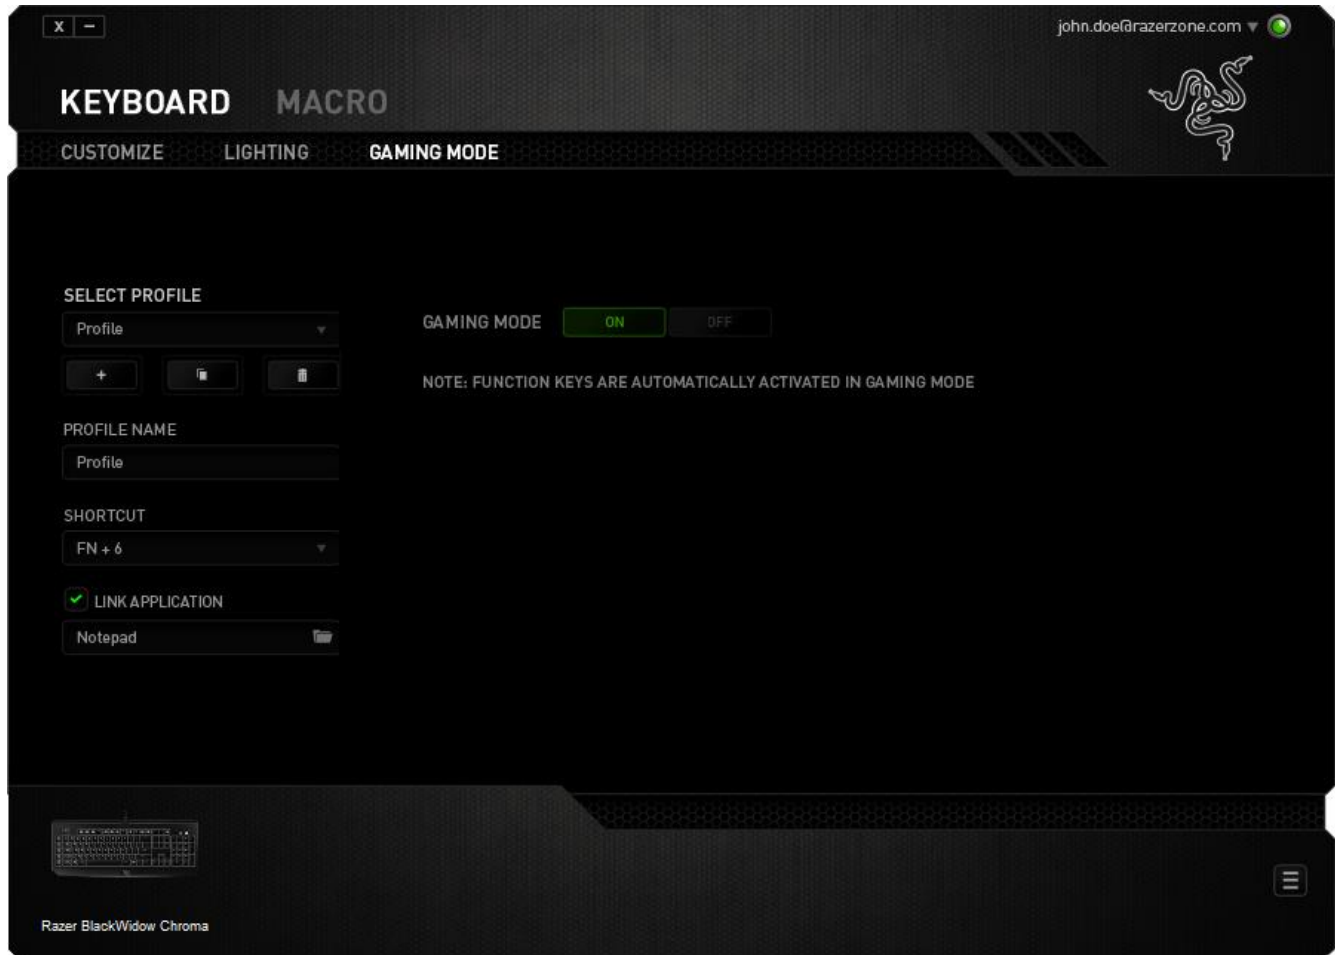 X –
john.doe@razerzone.com
KEYBOARD MACRO
CUSTOMIZE LIGHTING GAMING MODE
SELECT PROFILE
Profile
+
GAMING MODE ON OFF
NOTE: FUNCTION KEYS ARE AUTOMATICALLY ACTIVATED IN GAMING MODE
PROFILE NAME
Profile
SHORTCUT
FN + 6
LINK APPLICATION
Notepad
Razer BlackWidow Chroma